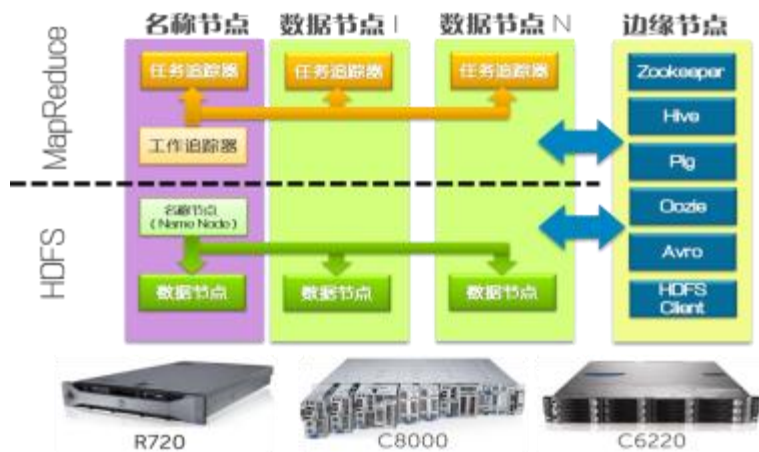 名称节点 数据节点 1 数据节点 N 边缘节点
MapReduce
任务追踪器 任务追踪器 任务追踪器
工作追踪器
Zookeeper
Hive
Pig
HDFS
名称节点
(Name Node)
数据节点 数据节点 数据节点
Oozie
Avro
HDFS
Client
R720 C8000 C6220